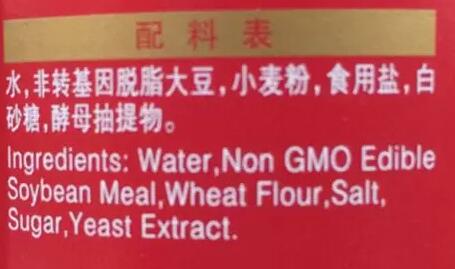 配料表
水,非转基因脱脂大豆,小麦粉,食用盐,白
砂糖,酵母抽提物。
Ingredients: Water,Non GMO Edible
Soybean Meal,Wheat Flour,Salt,
Sugar,Yeast Extract.